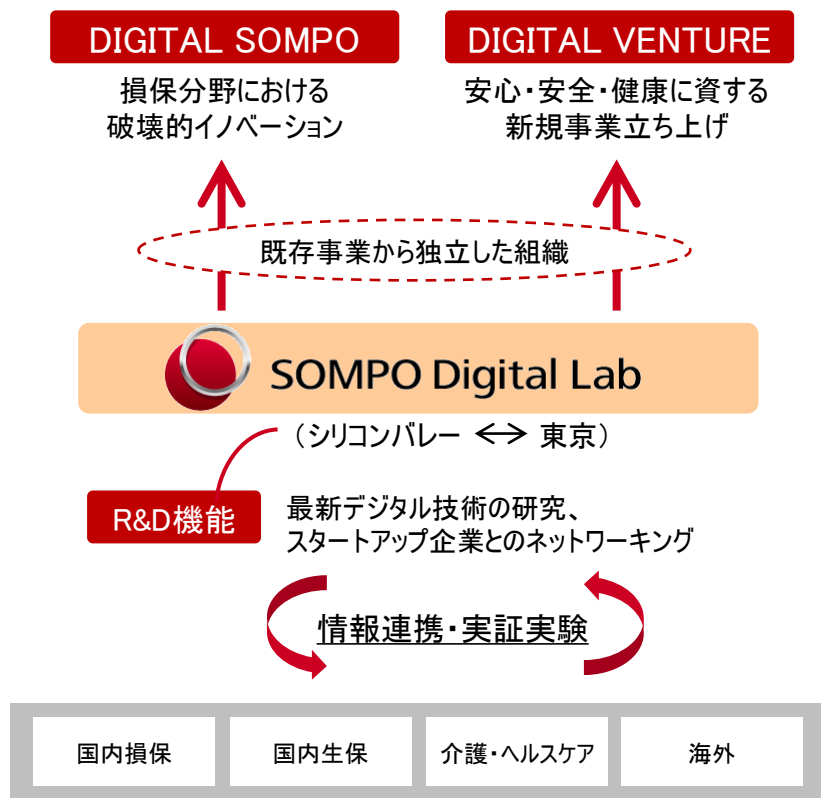 DIGITAL SOMPO
DIGITAL VENTURE
損保分野における
破壊的イノベーション
安心・安全・健康に資する
新規事業立ち上げ
既存事業から独立した組織
SOMPO Digital Lab
（シリコンバレー ⟷ 東京）
R&D機能
最新デジタル技術の研究、
スタートアップ企業とのネットワーキング
情報連携・実証実験
国内損保
国内生保
介護・ヘルスケア
海外